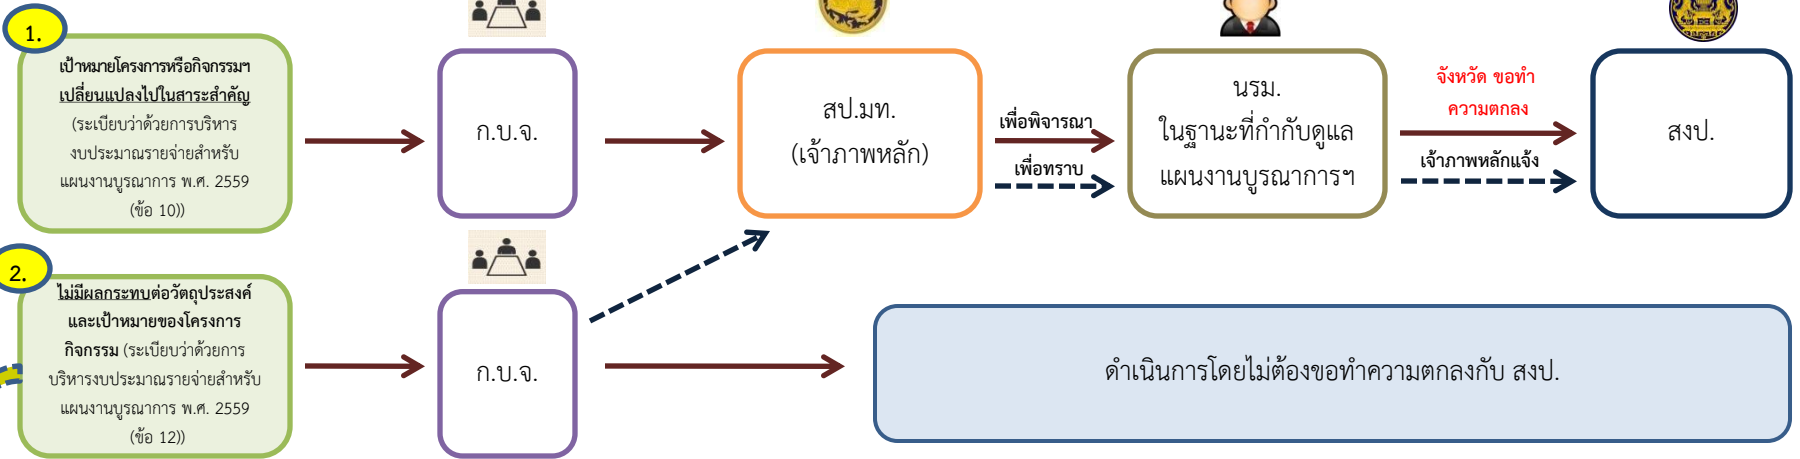 1.
เป้าหมายโครงการหรือกิจกรรมฯ
เปลี่ยนแปลงไปในสาระสำคัญ
(ระเบียบว่าด้วยการบริหาร
งบประมาณรายจ่ายสำหรับ
แผนงานบูรณาการ พ.ศ. 2559
(ข้อ 10))
ก.บ.จ.
สป.มท.
(เจ้าภาพหลัก)
เพื่อพิจารณา
เพื่อทราบ
นรม.
ในฐานะที่กำกับดูแล
แผนงานบูรณาการฯ
จังหวัด ขอทำ
ความตกลง
เจ้าภาพหลักแจ้ง
สงป.
2.
ไม่มีผลกระทบต่อวัตถุประสงค์
และเป้าหมายของโครงการ
กิจกรรม (ระเบียบว่าด้วยการ
บริหารงบประมาณรายจ่ายสำหรับ
แผนงานบูรณาการ พ.ศ. 2559
(ข้อ 12))
ก.บ.จ.
ดำเนินการโดยไม่ต้องขอทำความตกลงกับ สงป.